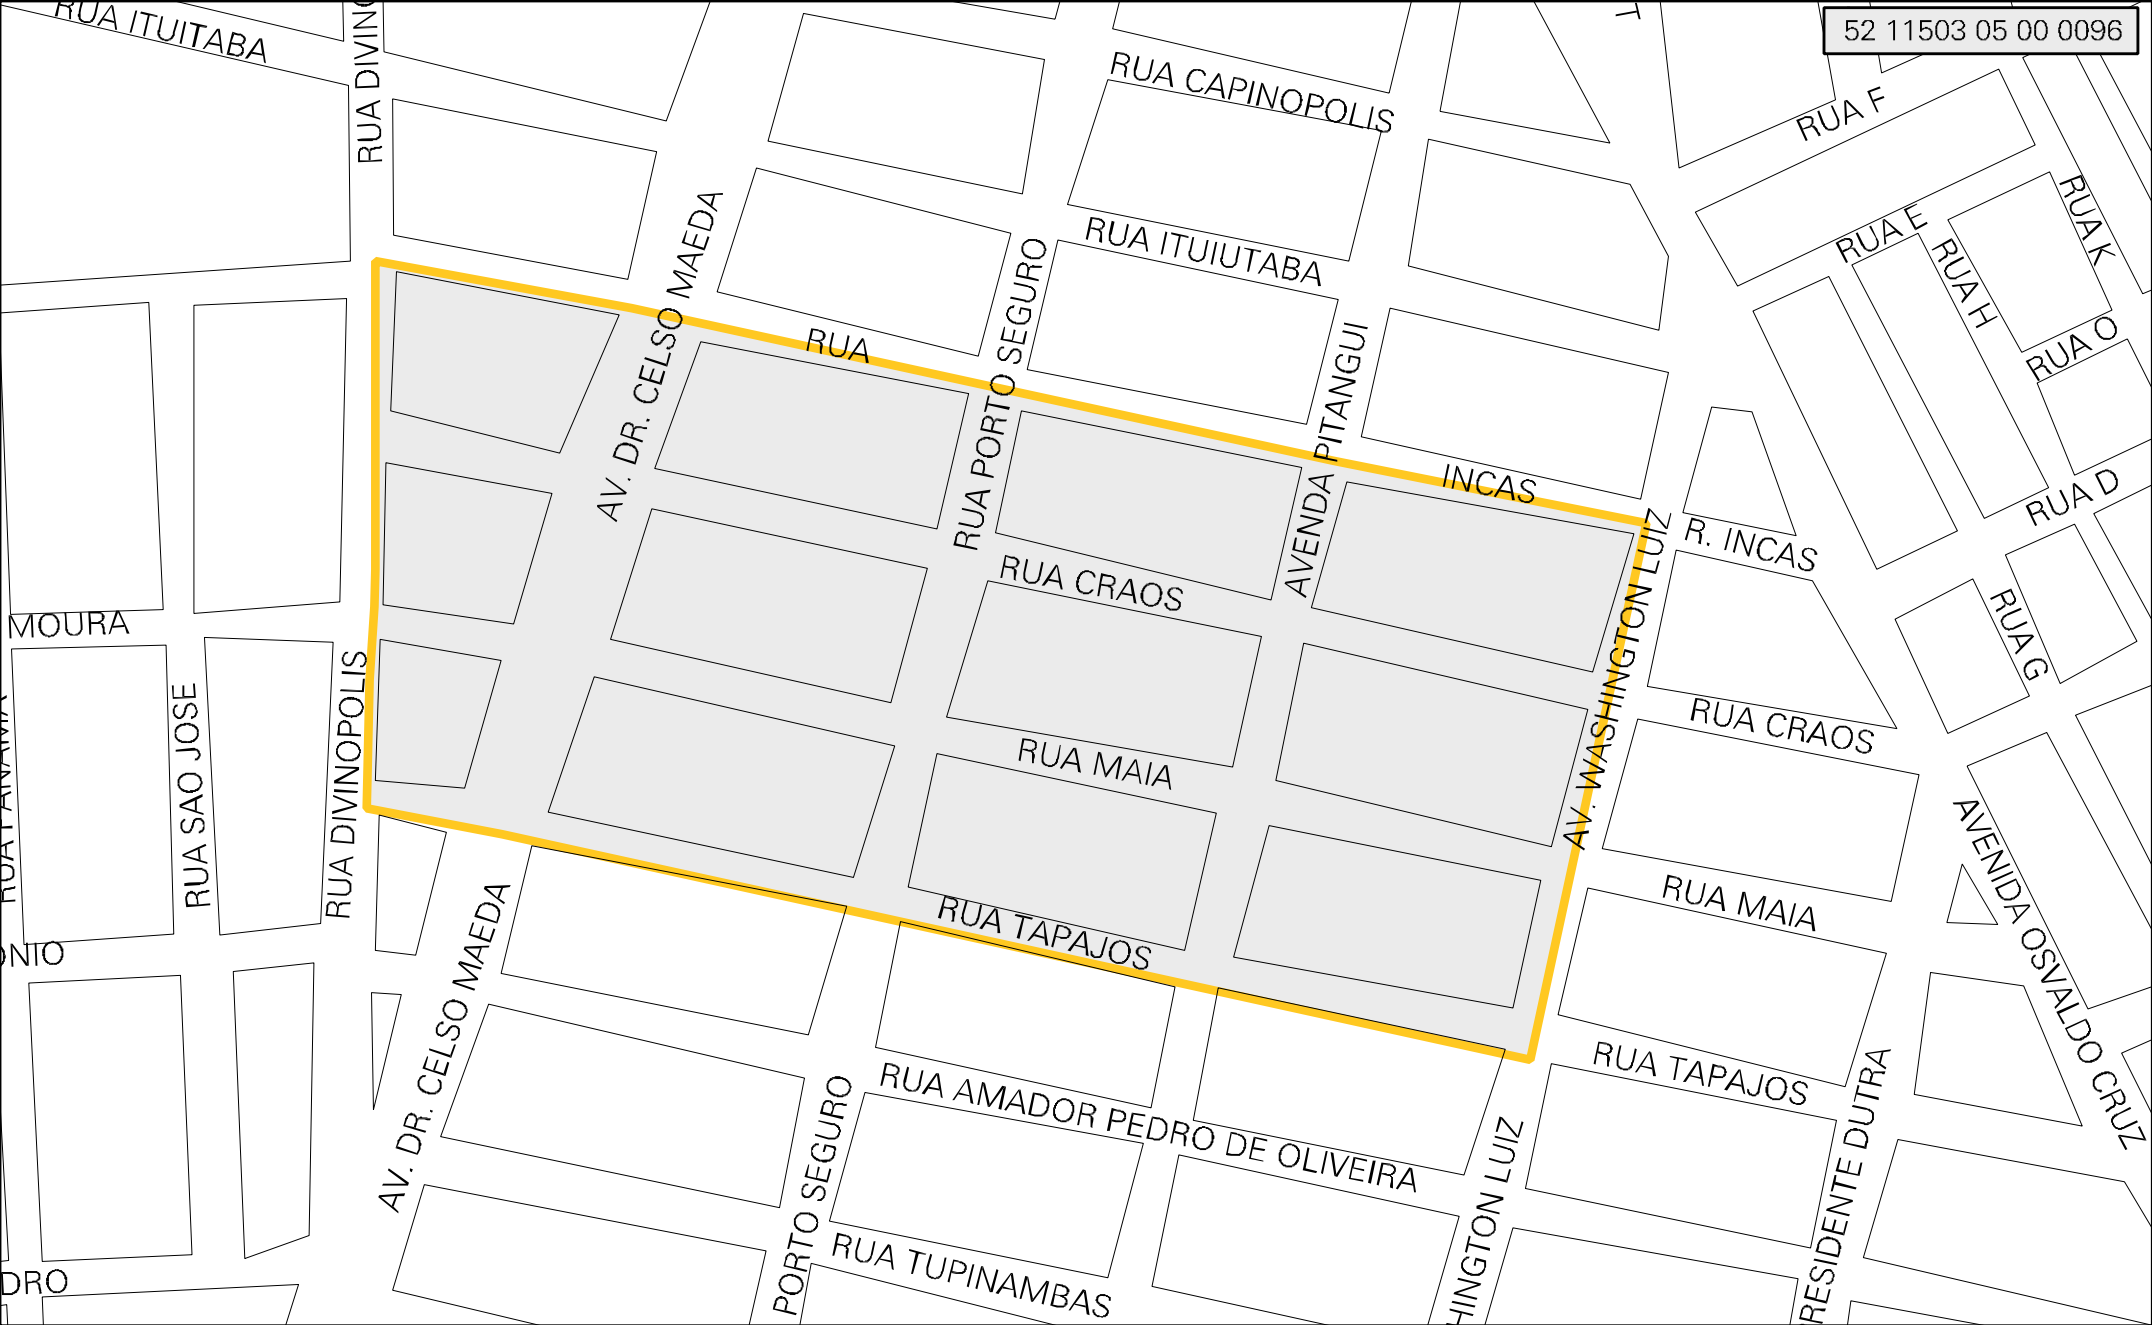 RUA ITUITABA
RUA DIVINO
52 11503 05 00 0096
RUA CAPINOPOLIS
RUA F
RUA K
RUA E
RUA H
RUA O
RUA ITUIUTABA
AV. DR. CELSO MAEDA
RUA PORTO SEGURO
AVENDA PITANGUI
RUA
INCAS
RUA D
R. INCAS
AV. WASHINGTON LUIZ
RUA CRAOS
RUA G
MOURA
RUA PANAMA
RUA SAO JOSE
RUA DIVINOPOLIS
RUA CRAOS
RUA MAIA
AVENIDA OSVALDO CRUZ
RUA MAIA
RUA TAPAJOS
AV. DR. CELSO MAEDA
ONIO
RUA TAPAJOS
RUA AMADOR PEDRO DE OLIVEIRA
PORTO SEGURO
HINGTON LUIZ
RESIDENTE DUTRA
RUA TUPINAMBAS
DRO